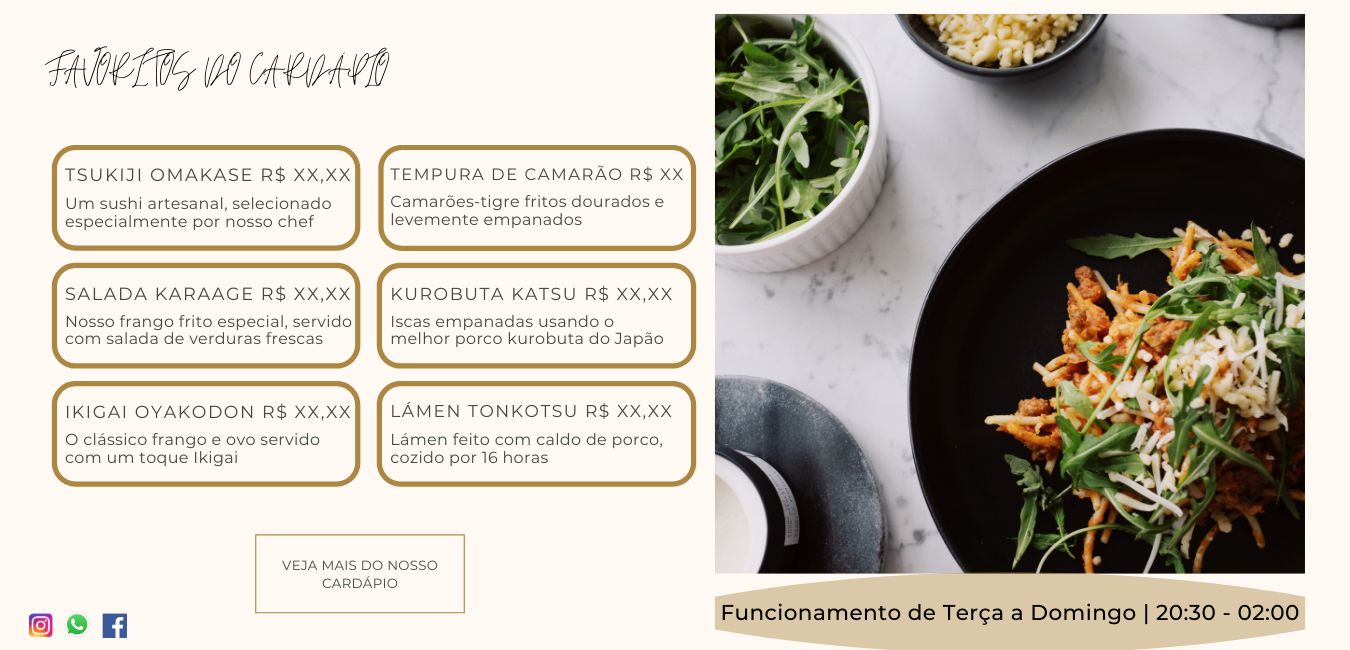 FAVORITOS DO CARDÁPIO
TSUKIJI OMAKASE R$ XX,XX
Um sushi artesanal, selecionado
especialmente por nosso chef
TEMPURA DE CAMARÃO R$ XX
Camarões-tigre fritos dourados e
levemente empanados
SALADA KARAAGE R$ XX,XX
Nosso frango frito especial, servido
com salada de verduras frescas
KUROBUTA KATSU R$ XX,XX
Iscas empanadas usando o
melhor porco kurobuta do Japão
IKIGAI OYAKODON R$ XX,XX
O clássico frango e ovo servido
com um toque Ikigai
LÁMEN TONKOTSU R$ XX,XX
Lámen feito com caldo de porco,
cozido por 16 horas
VEJA MAIS DO NOSSO
CARDÁPIO
Funcionamento de Terça a Domingo | 20:30 - 02:00